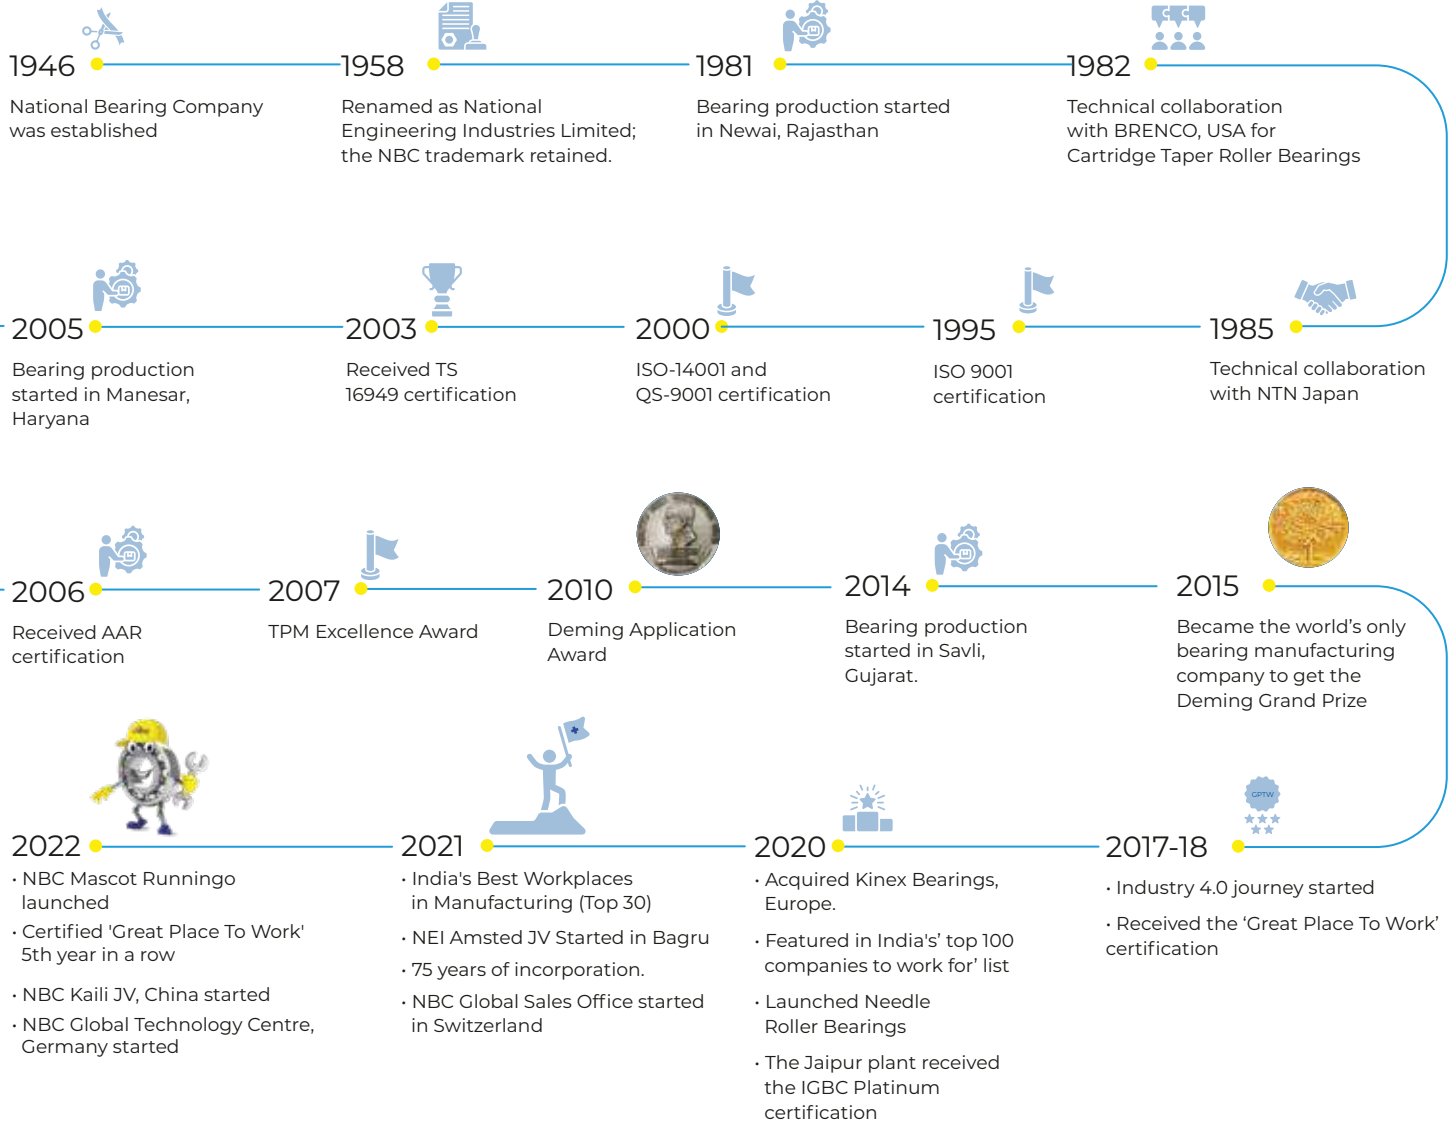 1946
National Bearing Company
was established
1958
Renamed as National
Engineering Industries Limited;
the NBC trademark retained.
1981
Bearing production started
in Newai, Rajasthan
1982
Technical collaboration
with BRENCO, USA for
Cartridge Taper Roller Bearings
1985
Technical collaboration
with NTN Japan
1995
ISO 9001
certification
2000
ISO-14001 and
QS-9001 certification
2003
Received TS
16949 certification
2005
Bearing production
started in Manesar,
Haryana
2006
Received AAR
certification
2007
TPM Excellence Award
2010
Deming Application
Award
2014
Bearing production
started in Savli,
Gujarat.
2015
Became the world’s only
bearing manufacturing
company to get the
Deming Grand Prize
GPTW
2017-18
• Industry 4.0 journey started
• Received the ‘Great Place To Work’
certification
2020
• Acquired Kinex Bearings,
Europe.
• Featured in India's’ top 100
companies to work for’ list
• Launched Needle
Roller Bearings
• The Jaipur plant received
the IGBC Platinum
certification
2021
• India's Best Workplaces
in Manufacturing (Top 30)
• NEI Amsted JV Started in Bagru
• 75 years of incorporation.
• NBC Global Sales Office started
in Switzerland
2022
• NBC Mascot Runningo
launched
• Certified 'Great Place To Work'
5th year in a row
• NBC Kaili JV, China started
• NBC Global Technology Centre,
Germany started